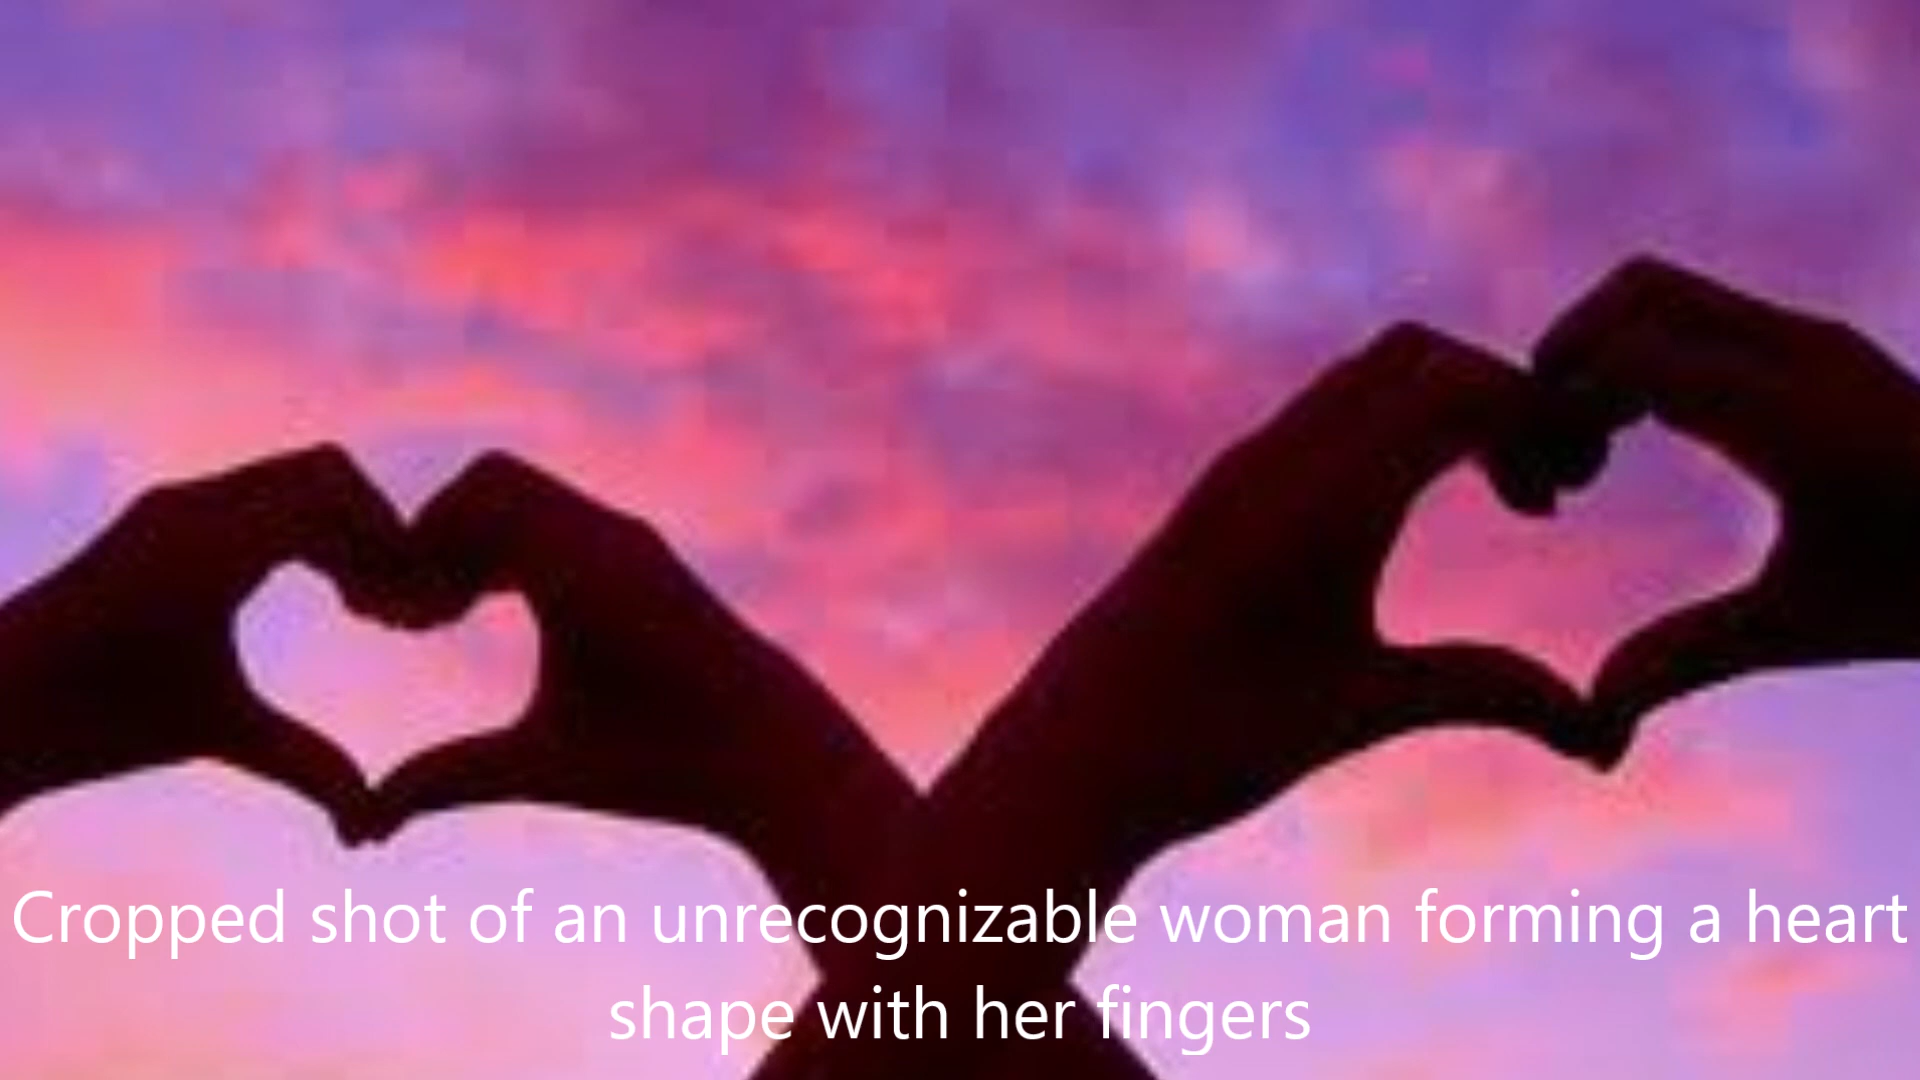 Cropped shot of an unrecognizable woman forming a heart
shape with her fingers